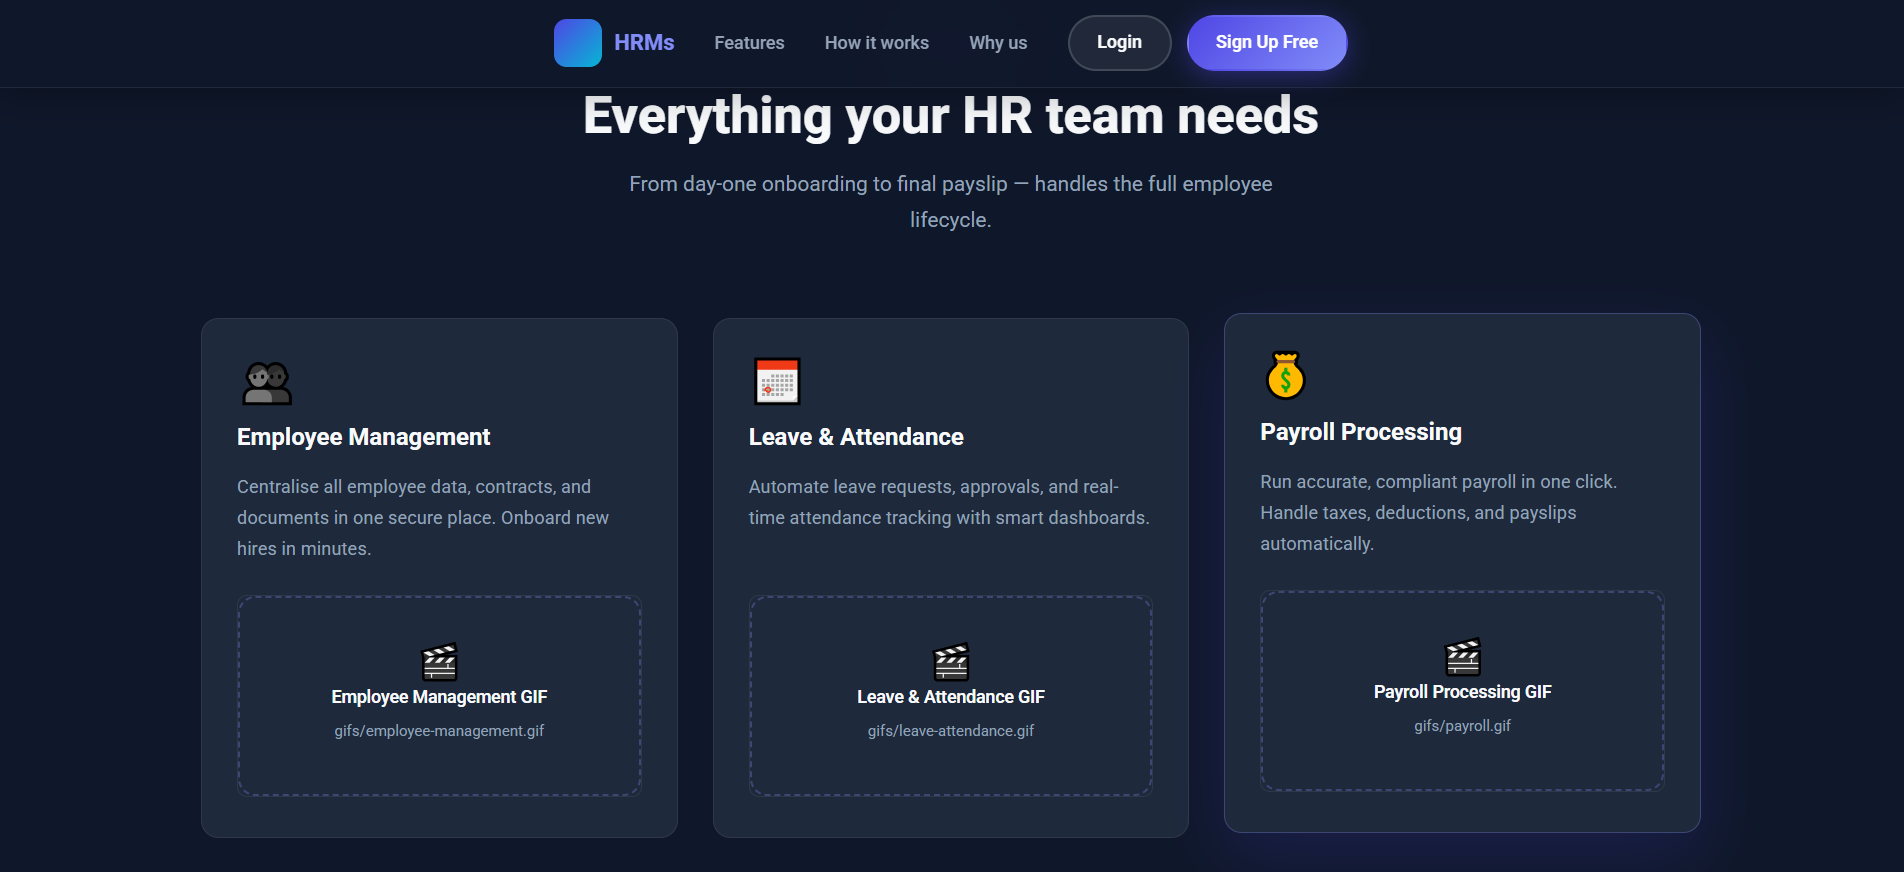 HRMs Features How it works Why us Login Sign Up Free
Everything your HR team needs
From day-one onboarding to final payslip — handles the full employee
lifecycle.
Employee Management
Centralise all employee data, contracts, and
documents in one secure place. Onboard new
hires in minutes.
Employee Management GIF
gifs/employee-management.gif
Leave & Attendance
Automate leave requests, approvals, and real-
time attendance tracking with smart dashboards.
Leave & Attendance GIF
gifs/leave-attendance.gif
Payroll Processing
Run accurate, compliant payroll in one click.
Handle taxes, deductions, and payslips
automatically.
Payroll Processing GIF
gifs/payroll.gif